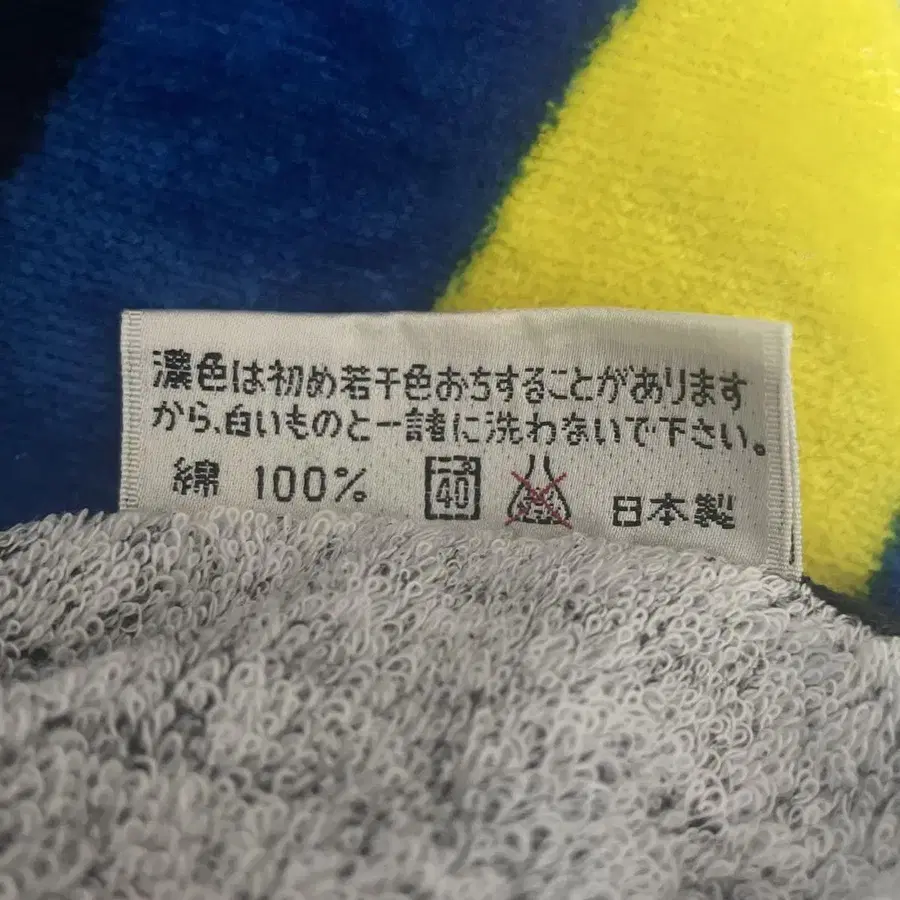 濃色は初め若干色おちすることがあります
から、白いものと一諸に洗わないで下さい。
綿 100% 40 日本製